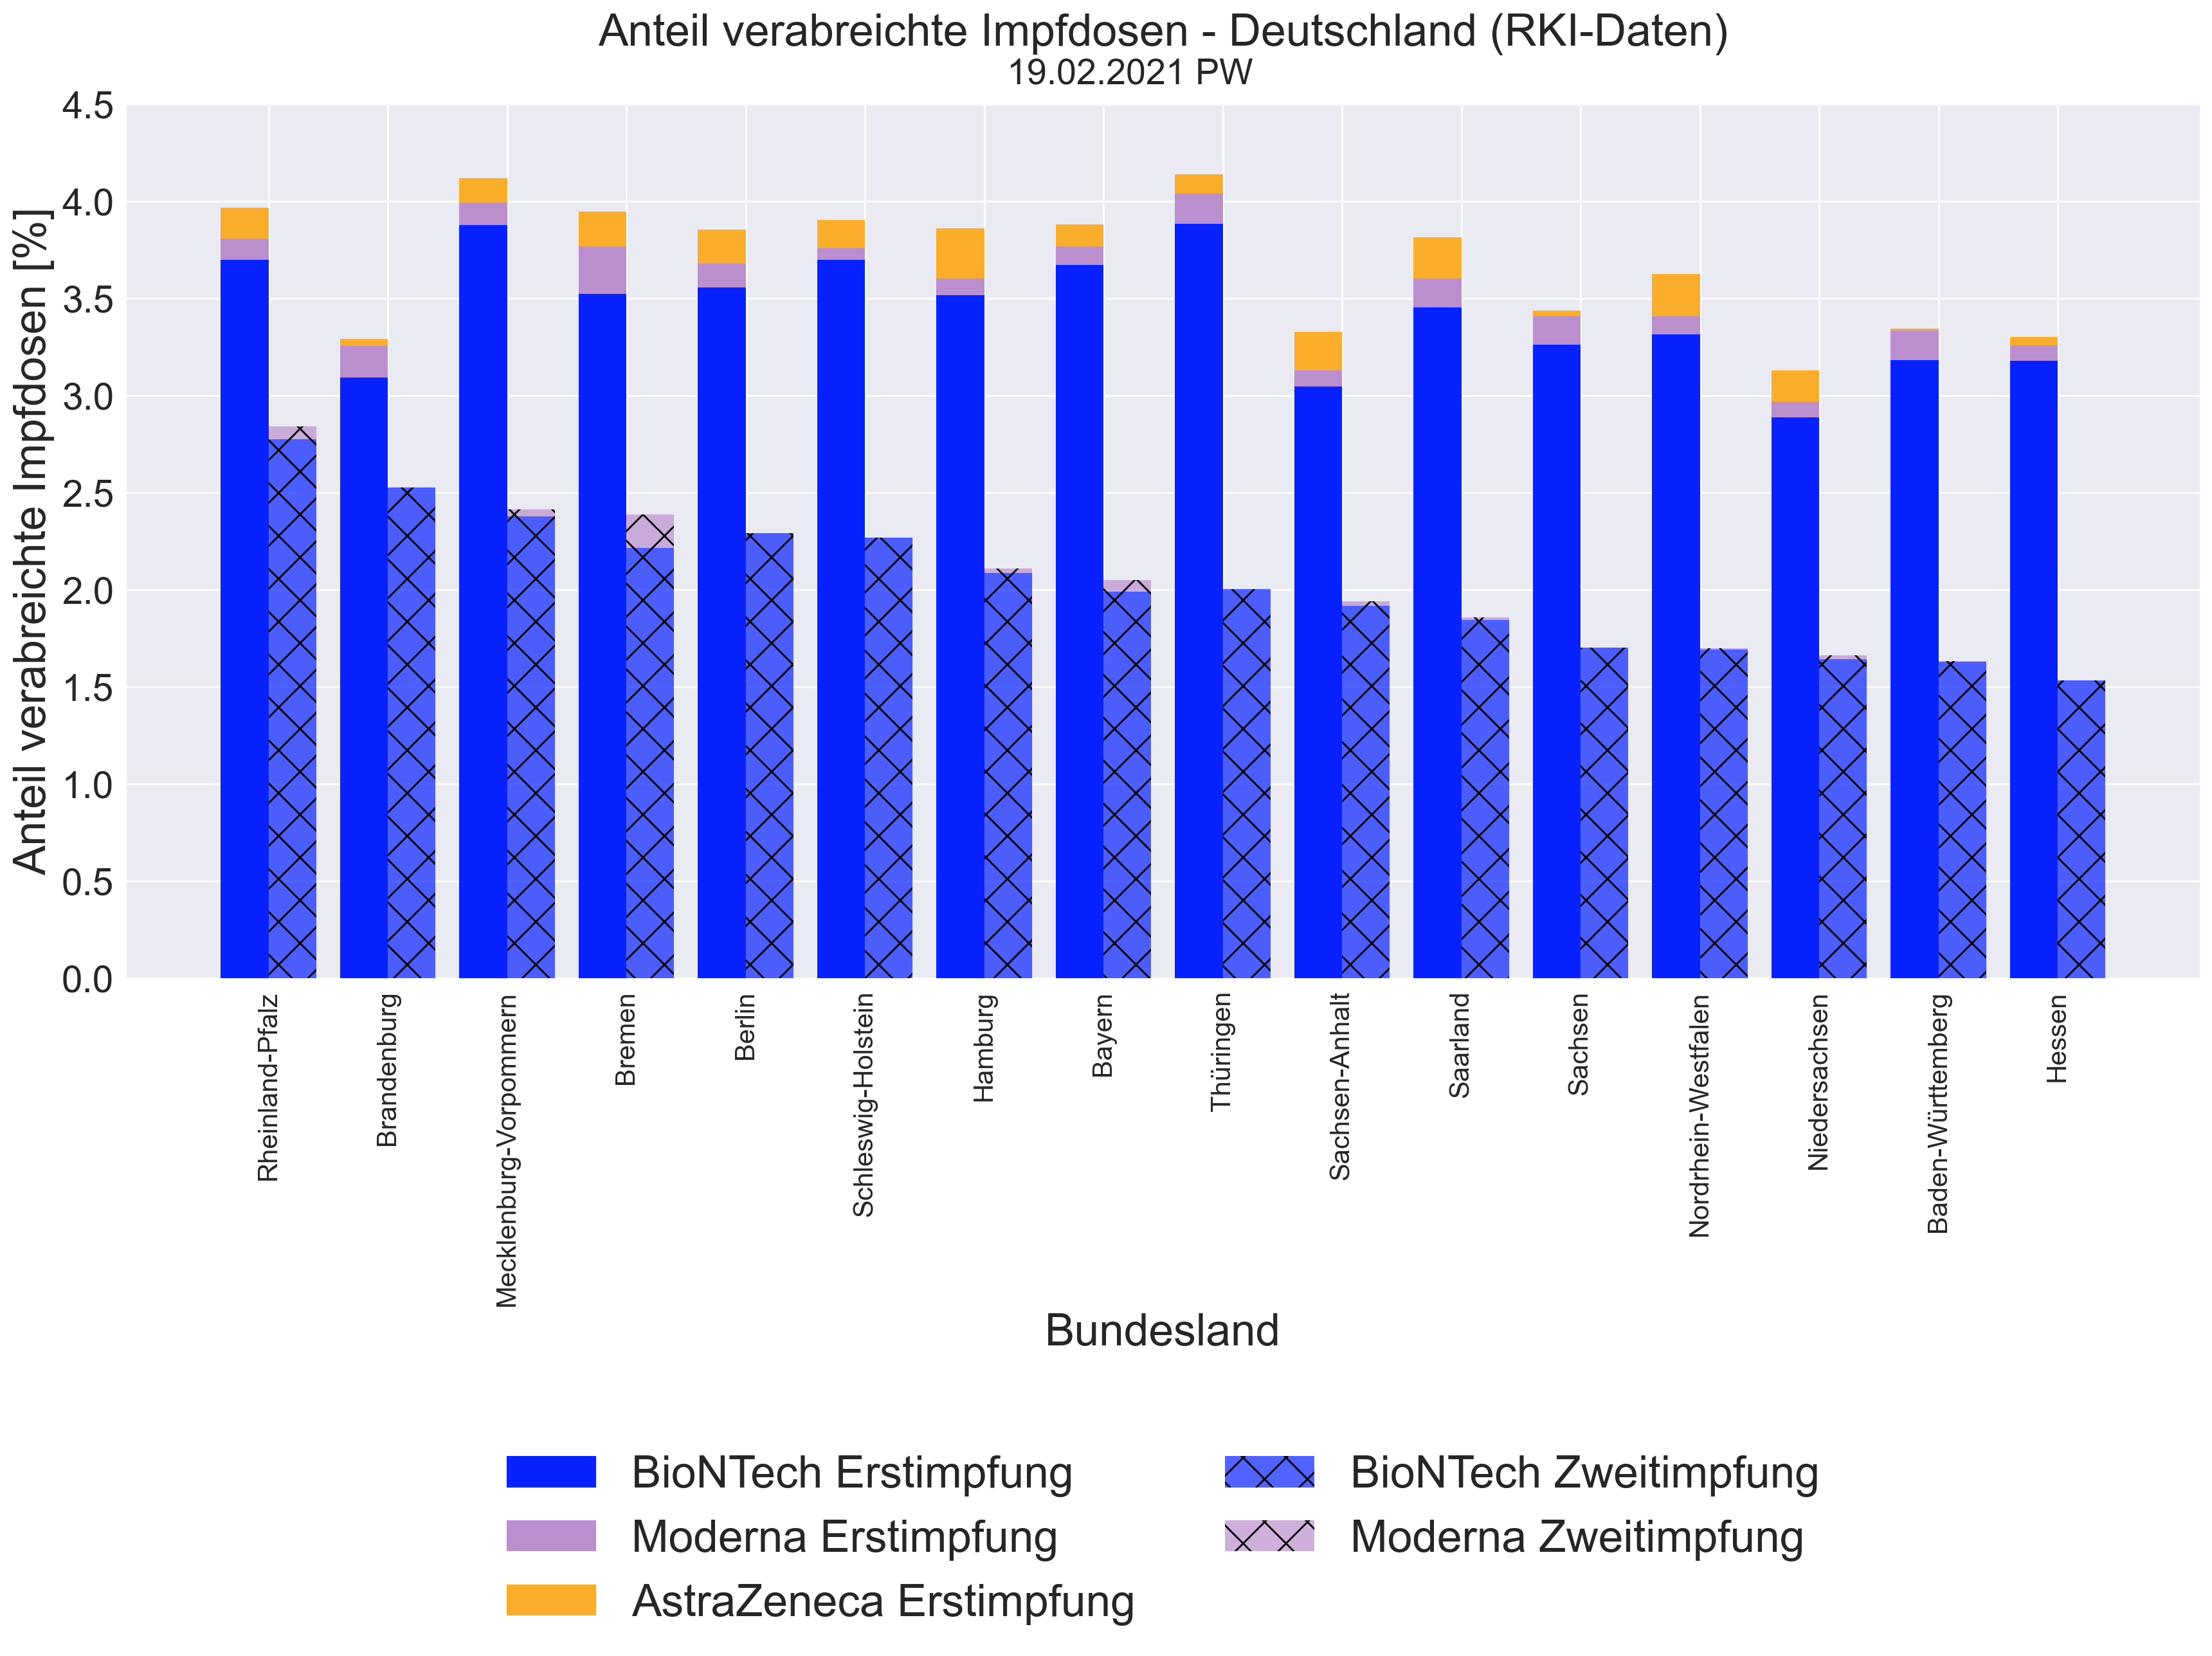 Anteil verabreichte Impfdosen - Deutschland (RKI-Daten)
19.02.2021 PW
Anteil verabreichte Impfdosen [%]
4.5
4.0
3.5
3.0
2.5
2.0
1.5
1.0
0.5
0.0
Rheinland-Pfalz
Brandenburg
Mecklenburg-Vorpommern
Bremen
Berlin
Schleswig-Holstein
Hamburg
Bayern
Thüringen
Sachsen-Anhalt
Saarland
Sachsen
Nordrhein-Westfalen
Niedersachsen
Baden-Württemberg
Hessen
Bundesland
BioNTech Erstimpfung
Moderna Erstimpfung
AstraZeneca Erstimpfung
BioNTech Zweitimpfung
Moderna Zweitimpfung